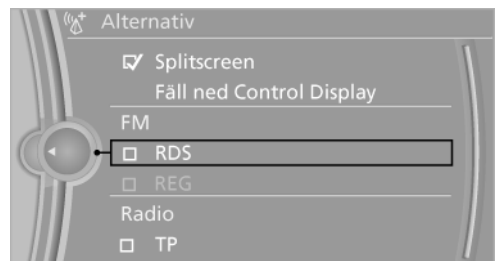 Alternativ
Splitscreen
Fäll ned Control Display
FM
RDS
REG
Radio
TP